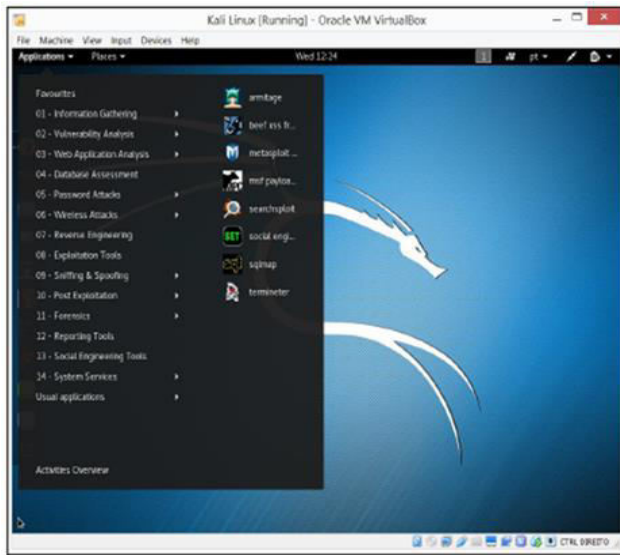 Kali Linux [Running] - Oracle VM VirtualBox
File Machine View Input Devices Help
Applications Places Wed 12:24 1 pt
Favourites
01 - Information Gathering
02 - Vulnerability Analysis
03 - Web Application Analysis
04 - Database Assessment
05 - Password Attacks
06 - Wireless Attacks
07 - Reverse Engineering
08 - Exploitation Tools
09 - Sniffing & Spoofing
10 - Post Exploitation
11 - Forensics
12 - Reporting Tools
13 - Social Engineering Tools
14 - System Services
Usual applications
Activities Overview
armitage
beef xss fr...
metasploit ...
msf payloa...
searchsploit
SET social engi...
sqlmap
termineter
CTRL DIREITO